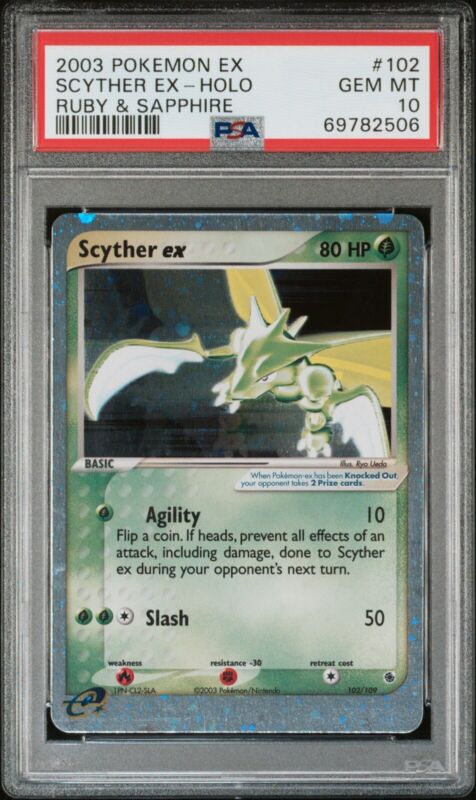 2003 POKEMON EX #102
SCYTHER EX – HOLO GEM MT
RUBY & SAPPHIRE 10
PSA 69782506
Scyther ex 80 HP
BASIC
Illus. Ryo Ueda
When Pokémon-ex has been Knocked Out,
your opponent takes 2 Prize cards.
Agility 10
Flip a coin. If heads, prevent all effects of an
attack, including damage, done to Scyther
ex during your opponent's next turn.
Slash 50
weakness resistance -30 retreat cost
1PN-CL2-SLA ©2003 Pokémon/Nintendo 102/109
e
PSA